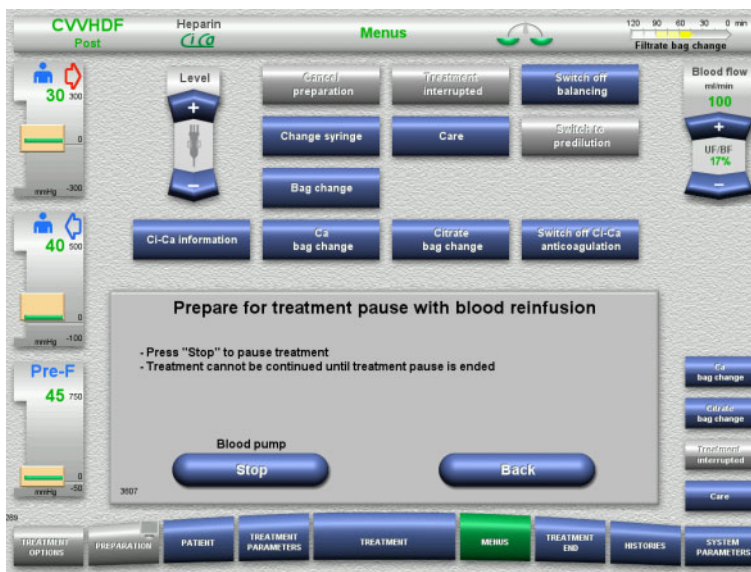 CVVHDF
Post
Heparin
CiCa
Menus
120 90 60 30 0 min
Filtrate bag change
30 300
0
mmHg -300
40 500
0
mmHg -100
Pre-F
45 750
0
mmHg -50
Level
+
−
Cancel
preparation
Treatment
interrupted
Switch off
balancing
Change syringe
Care
Switch to
predilution
Bag change
Ci-Ca information
Ca
bag change
Citrate
bag change
Switch off Ci-Ca
anticoagulation
Blood flow
ml/min
100
+
UF/BF
17%
−
Prepare for treatment pause with blood reinfusion
- Press "Stop" to pause treatment
- Treatment cannot be continued until treatment pause is ended
Blood pump
Stop
Back
3607
Ca
bag change
Citrate
bag change
Treatment
interrupted
Care
TREATMENT
OPTIONS
PREPARATION
PATIENT
TREATMENT
PARAMETERS
TREATMENT
MENUS
TREATMENT
END
HISTORIES
SYSTEM
PARAMETERS